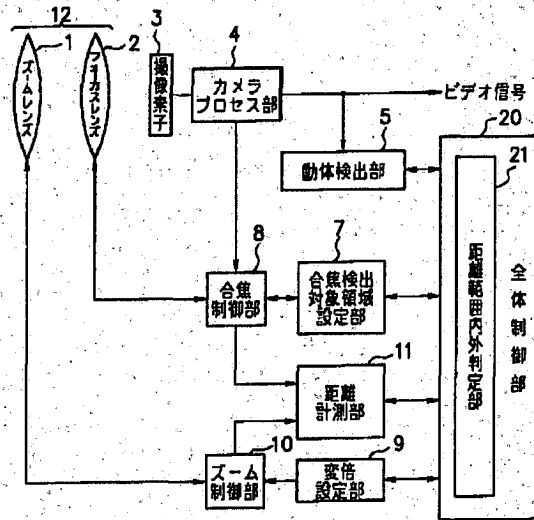 12
1
2
3
4
ズームレンズ
フォーカスレンズ
撮像素子
カメラ
プロセス部
ビデオ信号
20
5
動体検出部
21
距離範囲内外判定部
全体制御部
8
7
合焦
制御部
合焦検出
対象領域
設定部
11
距離
計測部
10
9
ズーム
制御部
変倍
設定部